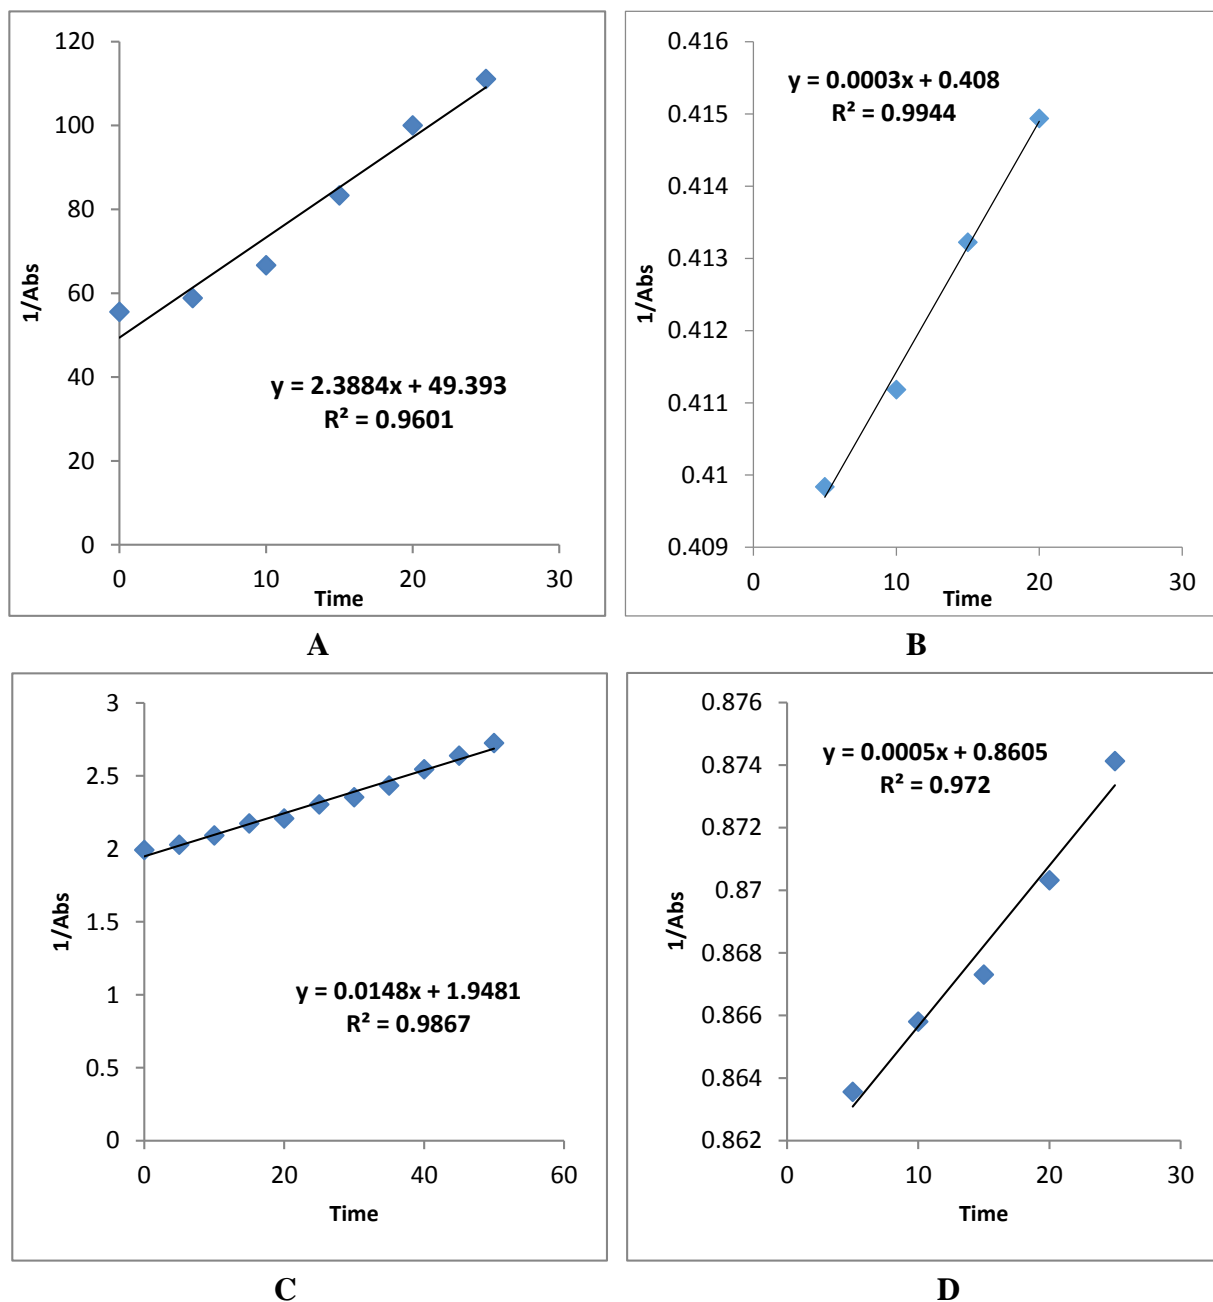 120
100
80
60
40
20
0
1/Abs
y = 2.3884x + 49.393
R² = 0.9601
0 10 20 30
Time
A
0.416
0.415
0.414
0.413
0.412
0.411
0.41
0.409
1/Abs
y = 0.0003x + 0.408
R² = 0.9944
0 10 20 30
Time
B
3
2.5
2
1.5
1
0.5
0
1/Abs
y = 0.0148x + 1.9481
R² = 0.9867
0 20 40 60
Time
C
0.876
0.874
0.872
0.87
0.868
0.866
0.864
0.862
1/Abs
y = 0.0005x + 0.8605
R² = 0.972
0 10 20 30
Time
D